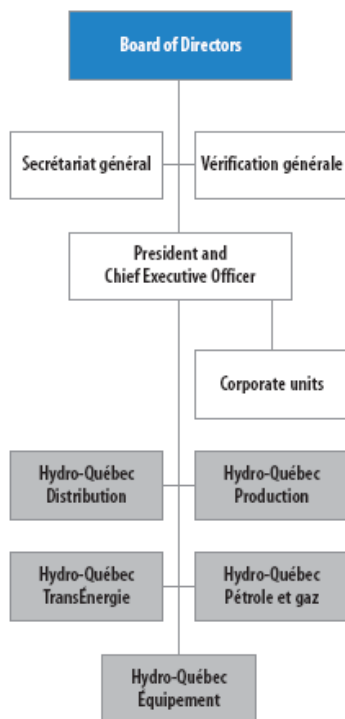 Board of Directors
Secrétariat général
Vérification générale
President and
Chief Executive Officer
Corporate units
Hydro-Québec
Distribution
Hydro-Québec
Production
Hydro-Québec
TransÉnergie
Hydro-Québec
Pétrole et gaz
Hydro-Québec
Équipement